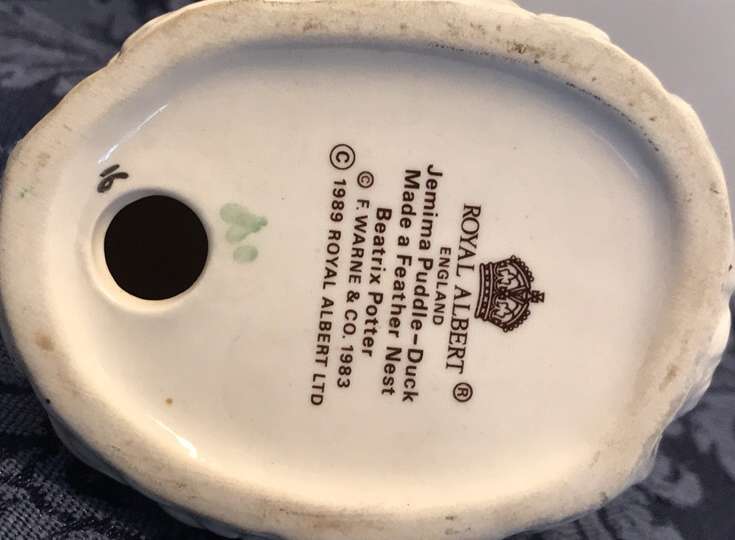 ROYAL ALBERT ®
ENGLAND
Jemima Puddle-Duck
Made a Feather Nest
Beatrix Potter
© F. WARNE & CO. 1983
© 1989 ROYAL ALBERT LTD
16